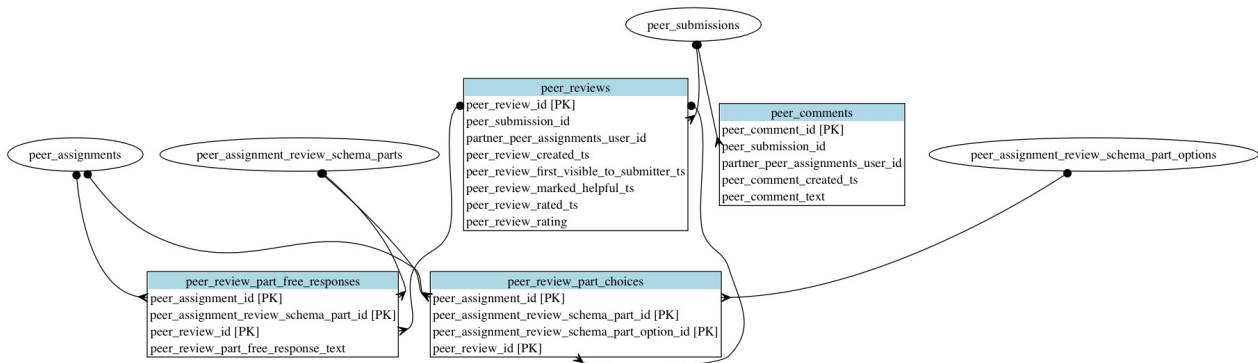 peer_submissions
peer_reviews
peer_review_id [PK]
peer_submission_id
partner_peer_assignments_user_id
peer_review_created_ts
peer_review_first_visible_to_submitter_ts
peer_review_marked_helpful_ts
peer_review_rated_ts
peer_review_rating
peer_comments
peer_comment_id [PK]
peer_submission_id
partner_peer_assignments_user_id
peer_comment_created_ts
peer_comment_text
peer_assignments
peer_assignment_review_schema_parts
peer_assignment_review_schema_part_options
peer_review_part_free_responses
peer_assignment_id [PK]
peer_assignment_review_schema_part_id [PK]
peer_review_id [PK]
peer_review_part_free_response_text
peer_review_part_choices
peer_assignment_id [PK]
peer_assignment_review_schema_part_id [PK]
peer_assignment_review_schema_part_option_id [PK]
peer_review_id [PK]